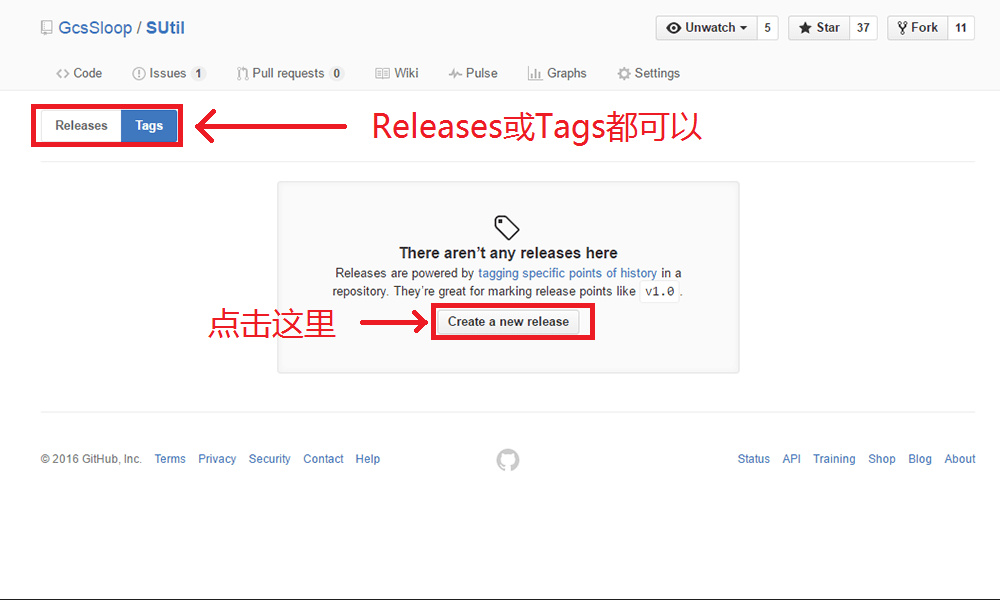 GcsSloop / SUtil
Unwatch 5 Star 37 Fork 11
Code Issues 1 Pull requests 0 Wiki Pulse Graphs Settings
Releases Tags Releases或Tags都可以
There aren't any releases here
Releases are powered by tagging specific points of history in a
repository. They're great for marking release points like v1.0 .
点击这里 Create a new release
© 2016 GitHub, Inc. Terms Privacy Security Contact Help Status API Training Shop Blog About